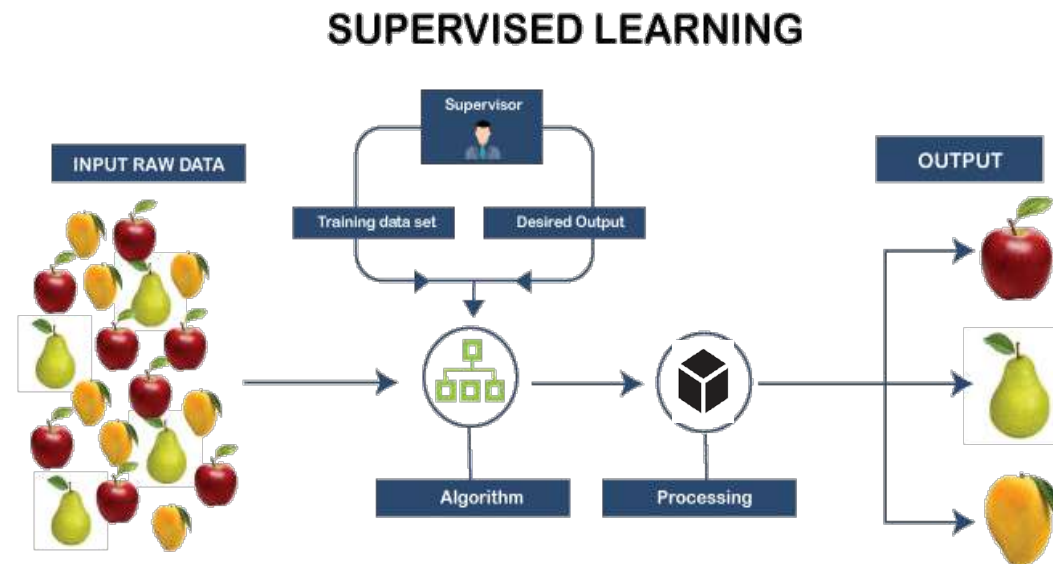 SUPERVISED LEARNING
Supervisor
INPUT RAW DATA
OUTPUT
Training data set
Desired Output
Algorithm
Processing